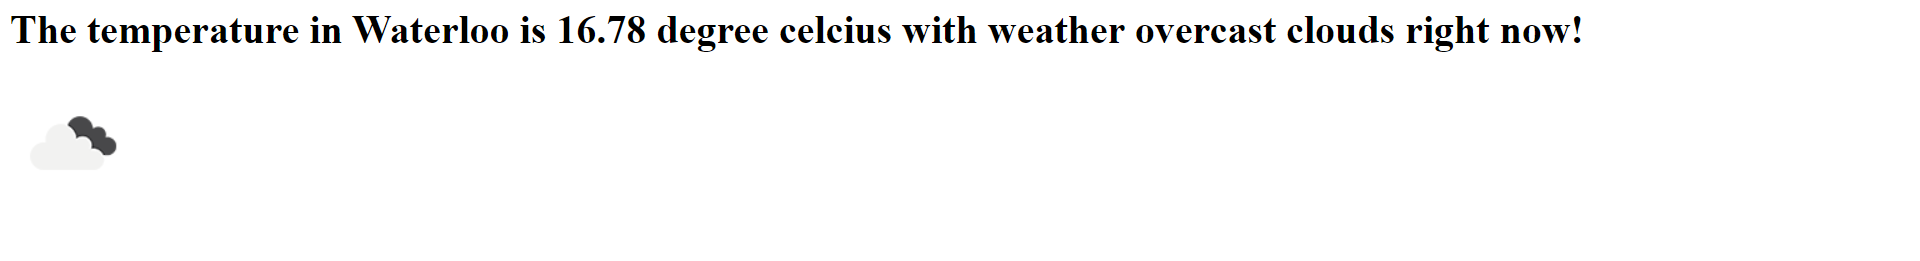 The temperature in Waterloo is 16.78 degree celcius with weather overcast clouds right now!